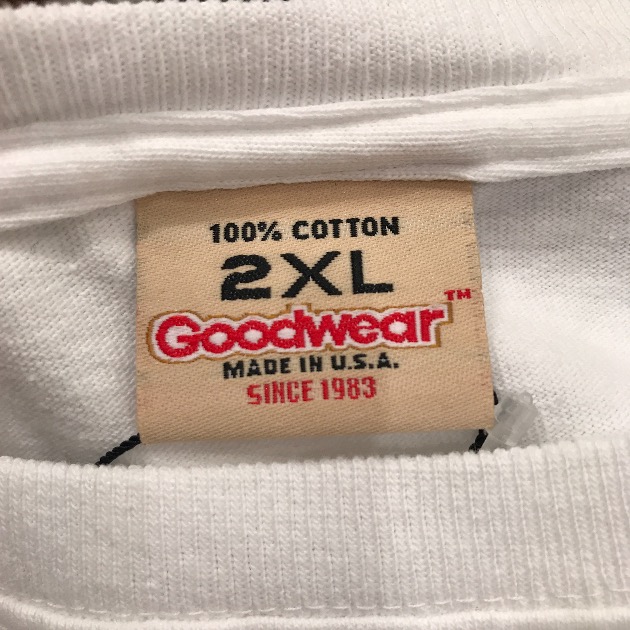 100% COTTON
2XL
Goodwear™
MADE IN U.S.A.
SINCE 1983